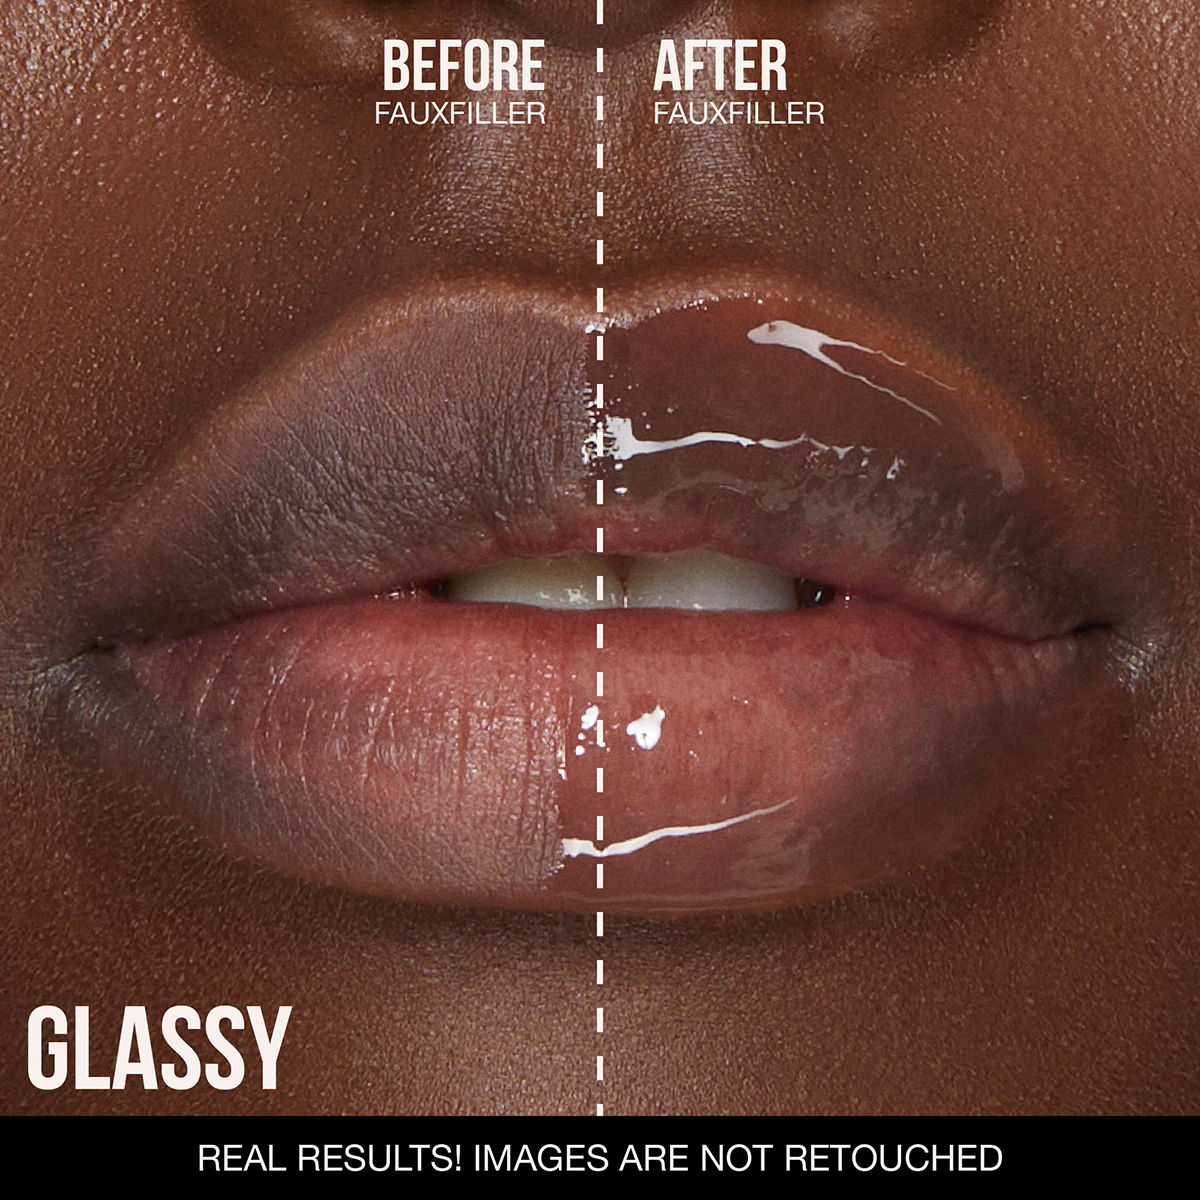 BEFORE
FAUXFILLER
AFTER
FAUXFILLER
GLASSY
REAL RESULTS! IMAGES ARE NOT RETOUCHED